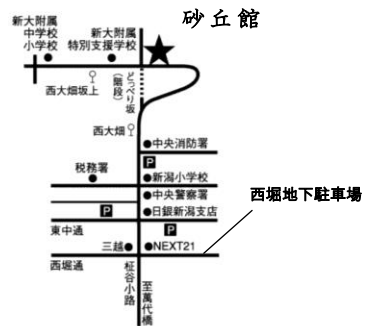 砂丘館
新大附属
中学校
小学校
新大附属
特別支援学校
西大畑坂上
どっぺり坂
(階段)
西大畑
中央消防署
P
税務署
新潟小学校
中央警察署
P
日銀新潟支店
西堀地下駐車場
東中通
P
三越
NEXT21
西堀通
柾谷小路
至萬代橋